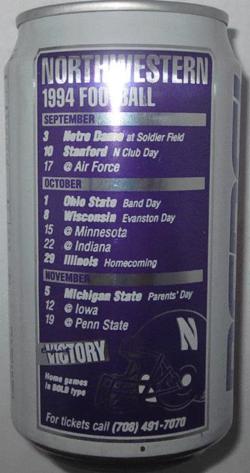 NORTHWESTERN
1994 FOOTBALL
SEPTEMBER
3 Notre Dame at Soldier Field
10 Stanford N Club Day
17 @ Air Force
OCTOBER
1 Ohio State Band Day
8 Wisconsin Evanston Day
15 @ Minnesota
22 @ Indiana
29 Illinois Homecoming
NOVEMBER
5 Michigan State Parents' Day
12 @ Iowa
19 @ Penn State
N
VICTORY
Home games
in BOLD type
For tickets call (708) 491-7070